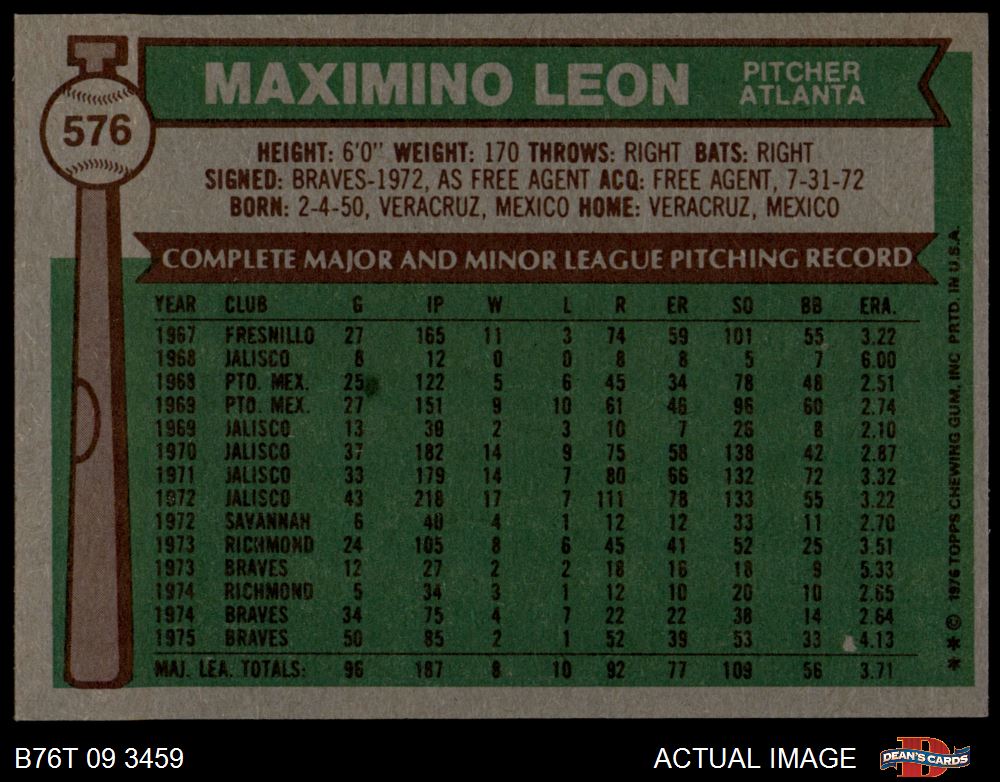 MAXIMINO LEON
PITCHER
ATLANTA
576
HEIGHT: 6'0" WEIGHT: 170 THROWS: RIGHT BATS: RIGHT
SIGNED: BRAVES-1972, AS FREE AGENT ACQ: FREE AGENT, 7-31-72
BORN: 2-4-50, VERACRUZ, MEXICO HOME: VERACRUZ, MEXICO
COMPLETE MAJOR AND MINOR LEAGUE PITCHING RECORD
YEAR CLUB G IP W L R ER SO BB ERA.
1967 FRESNILLO 27 165 11 3 74 59 101 55 3.22
1968 JALISCO 8 12 0 0 8 8 5 7 6.00
1968 PTO. MEX. 25 122 5 6 45 34 78 48 2.51
1969 PTO. MEX. 27 151 9 10 61 46 96 60 2.74
1969 JALISCO 13 30 2 3 10 7 26 8 2.10
1970 JALISCO 37 182 14 9 75 58 138 42 2.87
1971 JALISCO 33 179 14 7 80 66 132 72 3.32
1972 JALISCO 43 218 17 7 111 78 133 55 3.22
1972 SAVANNAH 6 40 4 1 12 12 33 11 2.70
1973 RICHMOND 24 105 8 6 45 41 52 25 3.51
1973 BRAVES 12 27 2 2 18 16 18 9 5.33
1974 RICHMOND 5 34 3 1 12 10 20 10 2.65
1974 BRAVES 34 75 4 7 22 22 38 14 2.64
1975 BRAVES 50 85 2 1 52 39 53 33 4.13
MAJ. LEA. TOTALS: 96 187 8 10 92 77 109 56 3.71
* * © 1976 TOPPS CHEWING GUM, INC PRTD. IN U.S.A.
B76T 09 3459
ACTUAL IMAGE
DEAN'S CARDS